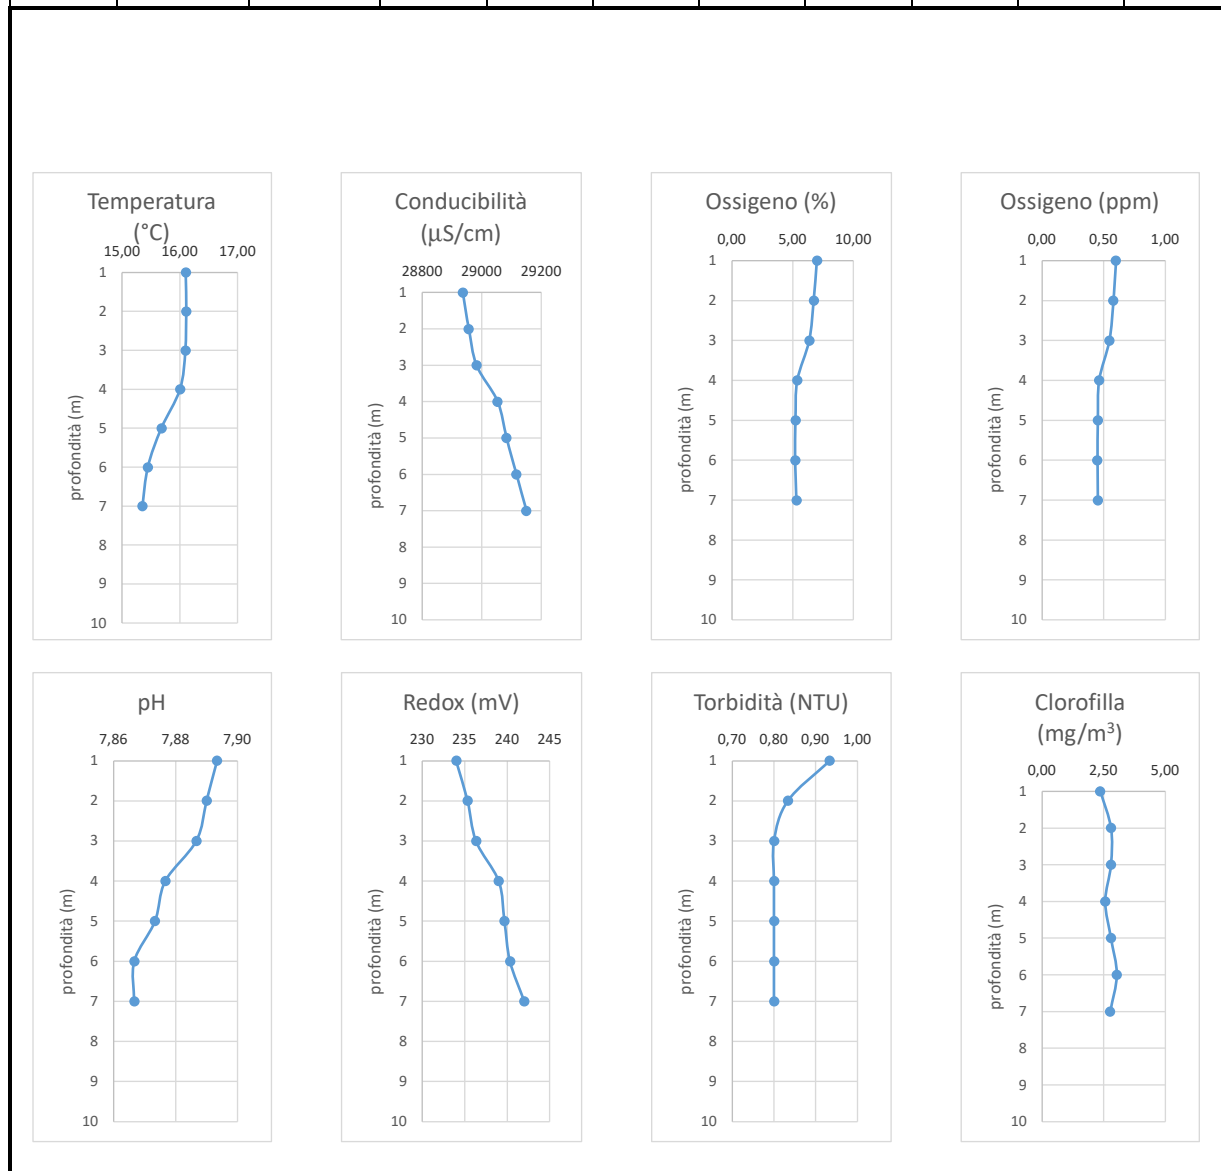 Temperatura
(°C)
15,00 16,00 17,00
1
2
3
4
5
6
7
8
9
10
profondità (m)
Conducibilità
(μS/cm)
28800 29000 29200
1
2
3
4
5
6
7
8
9
10
profondità (m)
Ossigeno (%)
0,00 5,00 10,00
1
2
3
4
5
6
7
8
9
10
profondità (m)
Ossigeno (ppm)
0,00 0,50 1,00
1
2
3
4
5
6
7
8
9
10
profondità (m)
pH
7,86 7,88 7,90
1
2
3
4
5
6
7
8
9
10
profondità (m)
Redox (mV)
230 235 240 245
1
2
3
4
5
6
7
8
9
10
profondità (m)
Torbidità (NTU)
0,70 0,80 0,90 1,00
1
2
3
4
5
6
7
8
9
10
profondità (m)
Clorofilla
(mg/m³)
0,00 2,50 5,00
1
2
3
4
5
6
7
8
9
10
profondità (m)